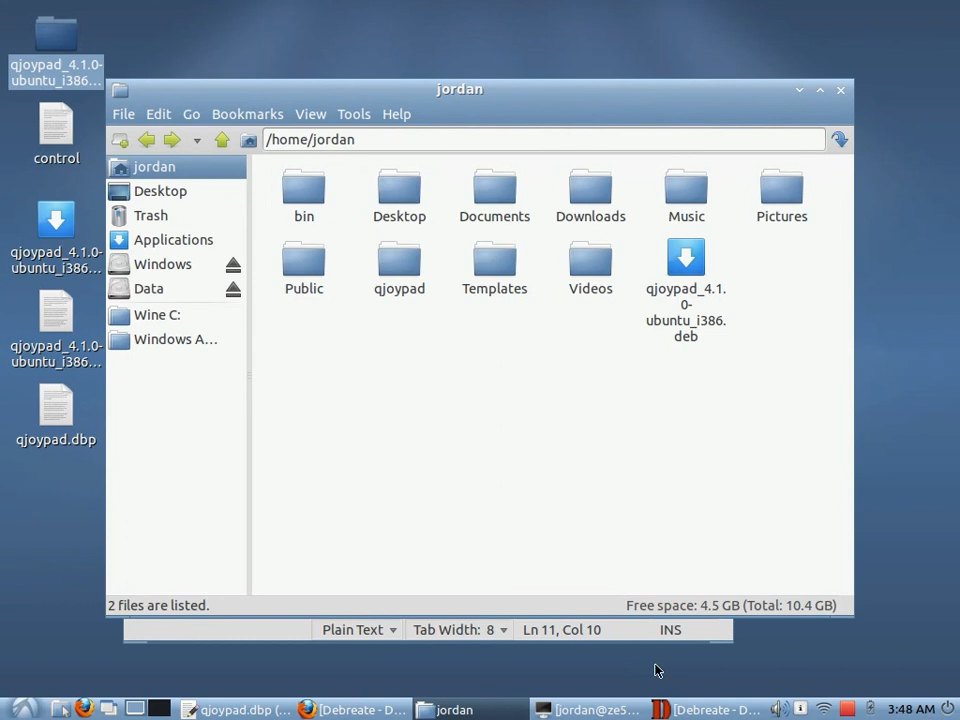 qjoypad_4.1.0-
ubuntu_i386...
control
qjoypad_4.1.0-
ubuntu_i386...
qjoypad_4.1.0-
ubuntu_i386...
qjoypad.dbp
jordan
File Edit Go Bookmarks View Tools Help
/home/jordan
jordan
Desktop
Trash
Applications
Windows
Data
Wine C:
Windows A...
bin Desktop Documents Downloads Music Pictures
Public qjoypad Templates Videos
qjoypad_4.1.
0-
ubuntu_i386.
deb
2 files are listed. Free space: 4.5 GB (Total: 10.4 GB)
Plain Text Tab Width: 8 Ln 11, Col 10 INS
qjoypad.dbp (... [Debreate - D... jordan [jordan@ze5... [Debreate - D... 3:48 AM